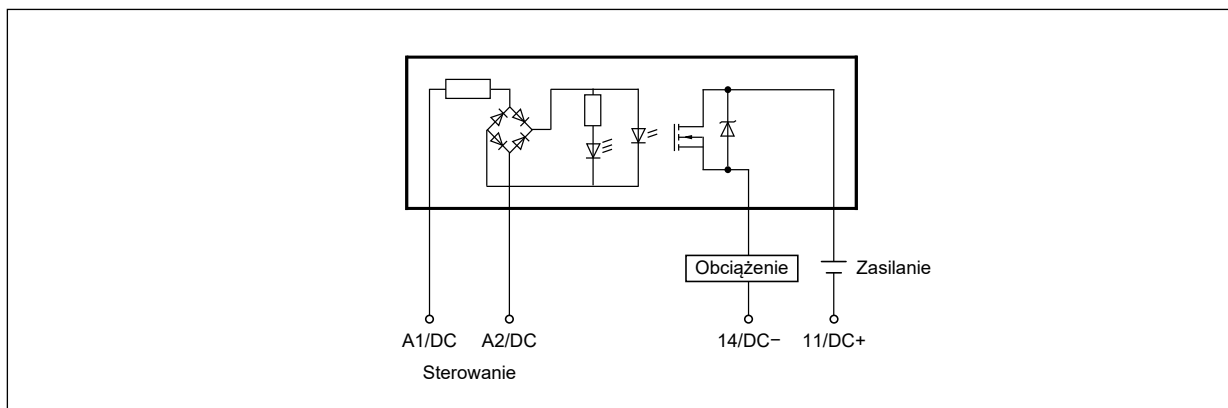 Obciążenie
Zasilanie
A1/DC
A2/DC
14/DC−
11/DC+
Sterowanie